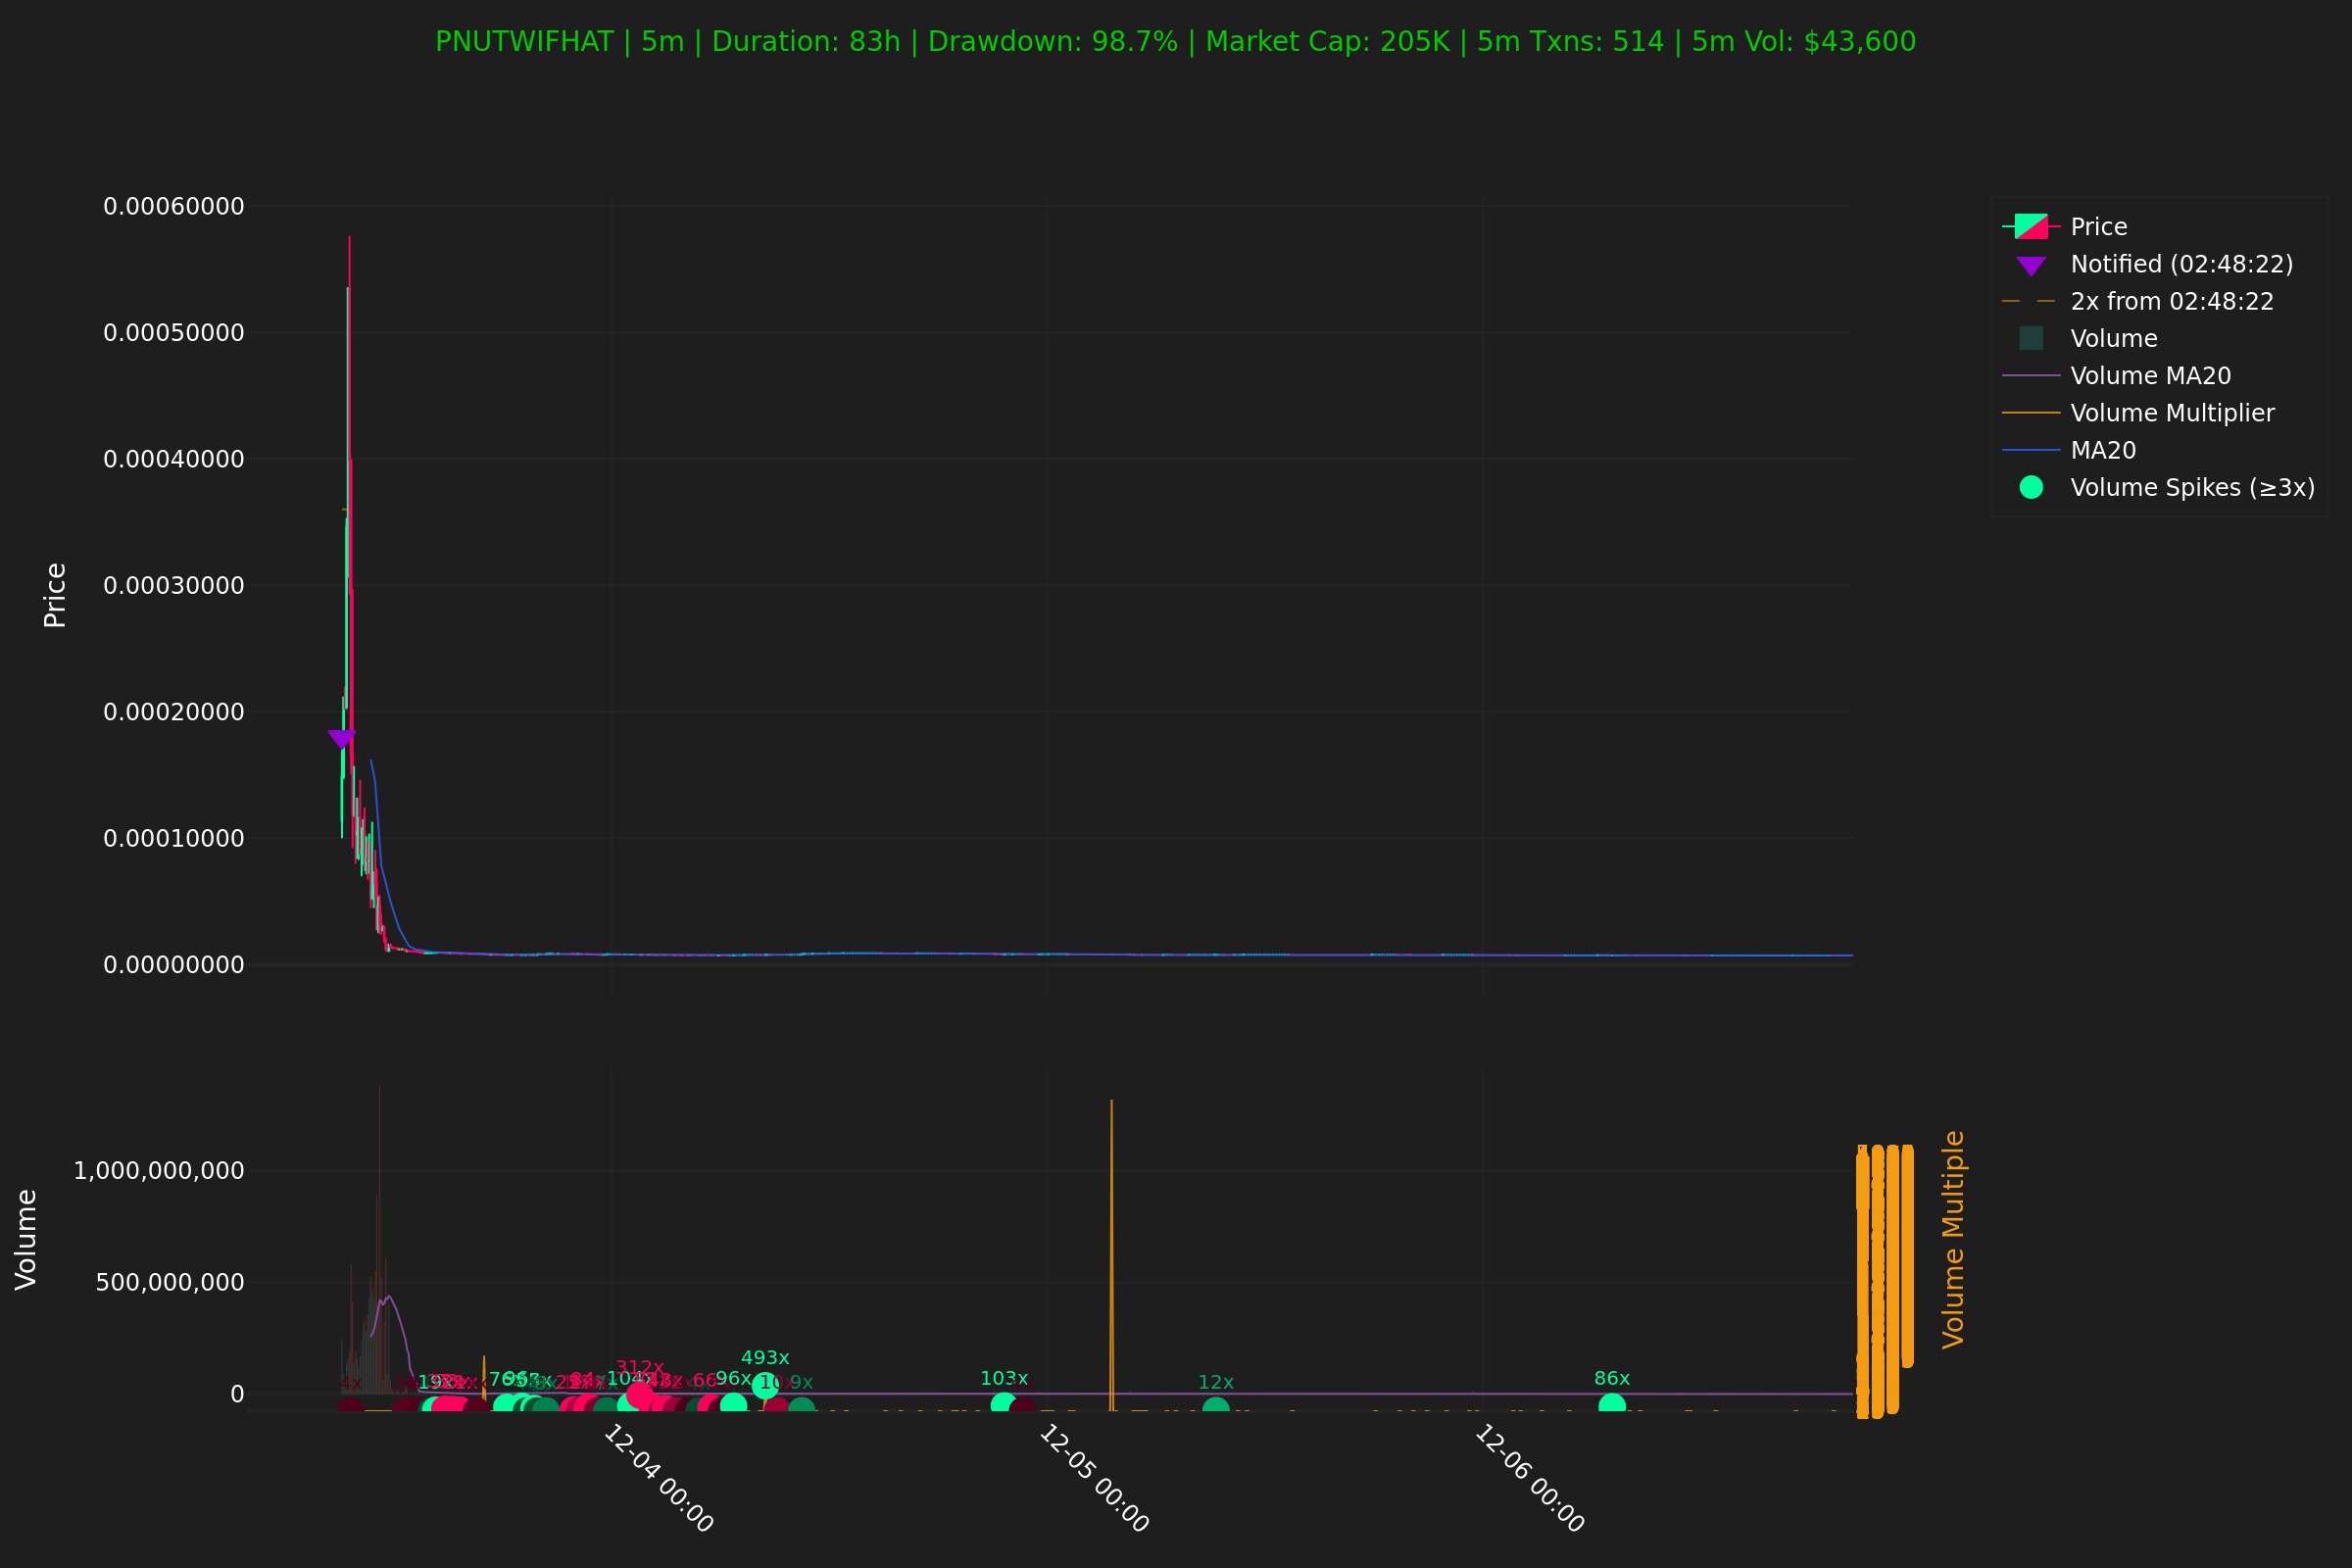 PNUTWIFHAT | 5m | Duration: 83h | Drawdown: 98.7% | Market Cap: 205K | 5m Txns: 514 | 5m Vol: $43,600
0.00060000
0.00050000
0.00040000
0.00030000
0.00020000
0.00010000
0.00000000
Price
Price
Notified (02:48:22)
2x from 02:48:22
Volume
Volume MA20
Volume Multiplier
MA20
Volume Spikes (≥3x)
1,000,000,000
500,000,000
0
Volume
4x
312x
96x
493x
9x
103x
12x
86x
Volume Multiple
12-04 00:00
12-05 00:00
12-06 00:00